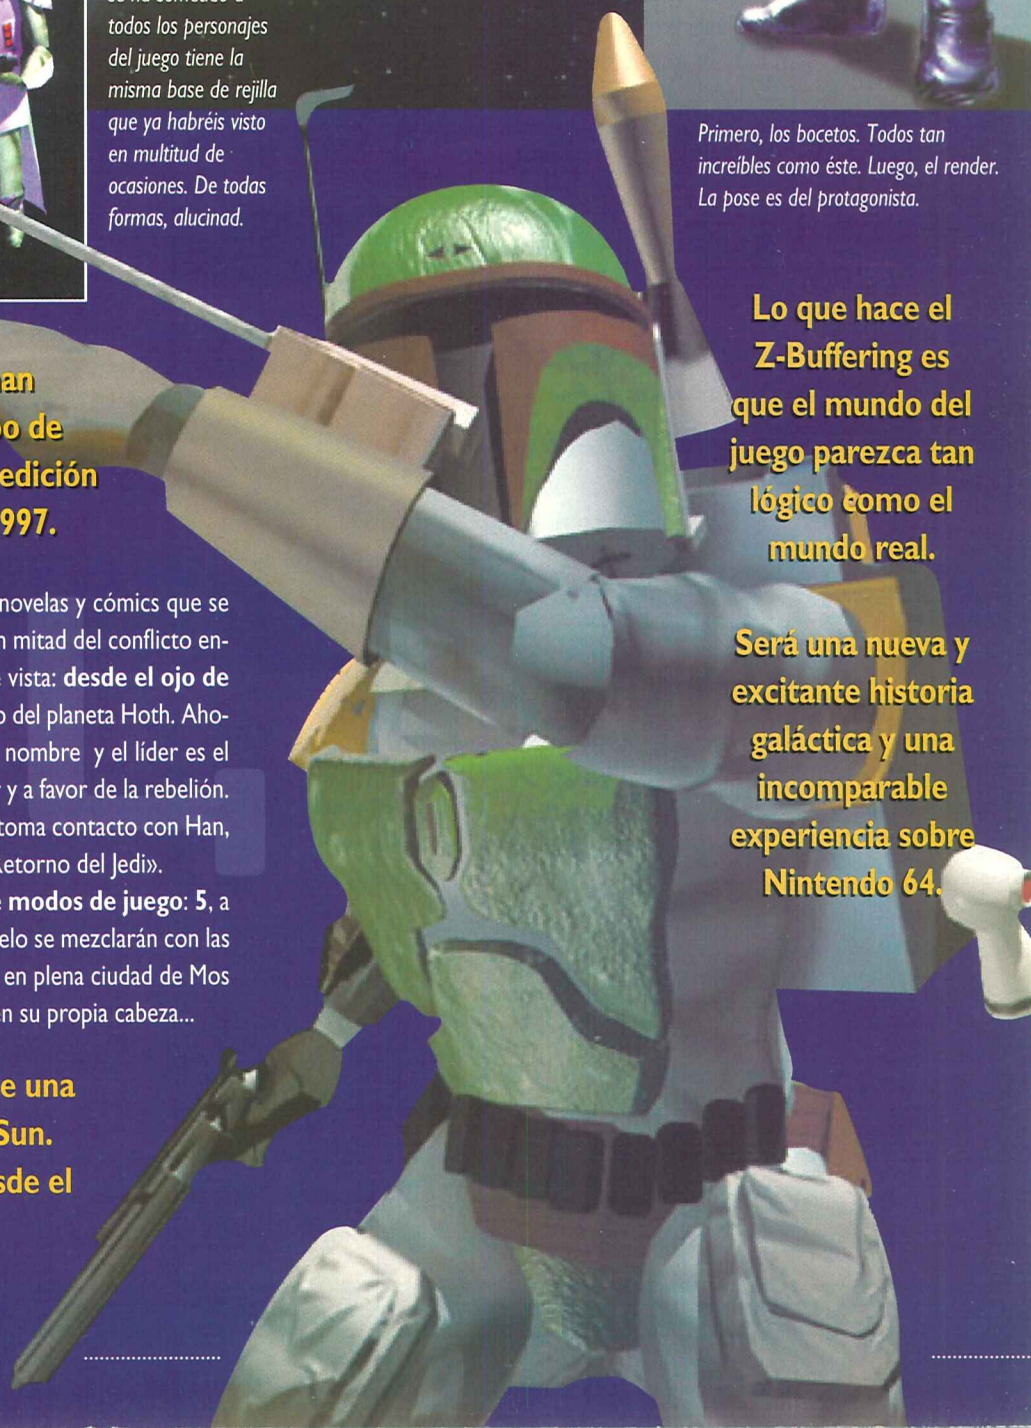 todos los personajes
del juego tiene la
misma base de rejilla
que ya habréis visto
en multitud de
ocasiones. De todas
formas, alucinad.
Primero, los bocetos. Todos tan
increíbles como éste. Luego, el render.
La pose es del protagonista.
an
o de
edición
997.
novelas y cómics que se
n mitad del conflicto en-
vista: desde el ojo de
o del planeta Hoth. Aho-
nombre y el líder es el
y a favor de la rebelión.
toma contacto con Han,
Retorno del Jedi».
modos de juego: 5, a
elo se mezclarán con las
en plena ciudad de Mos
en su propia cabeza...
e una
Sun.
sde el
Lo que hace el
Z-Buffering es
que el mundo del
juego parezca tan
lógico como el
mundo real.
Será una nueva y
excitante historia
galáctica y una
incomparable
experiencia sobre
Nintendo 64.